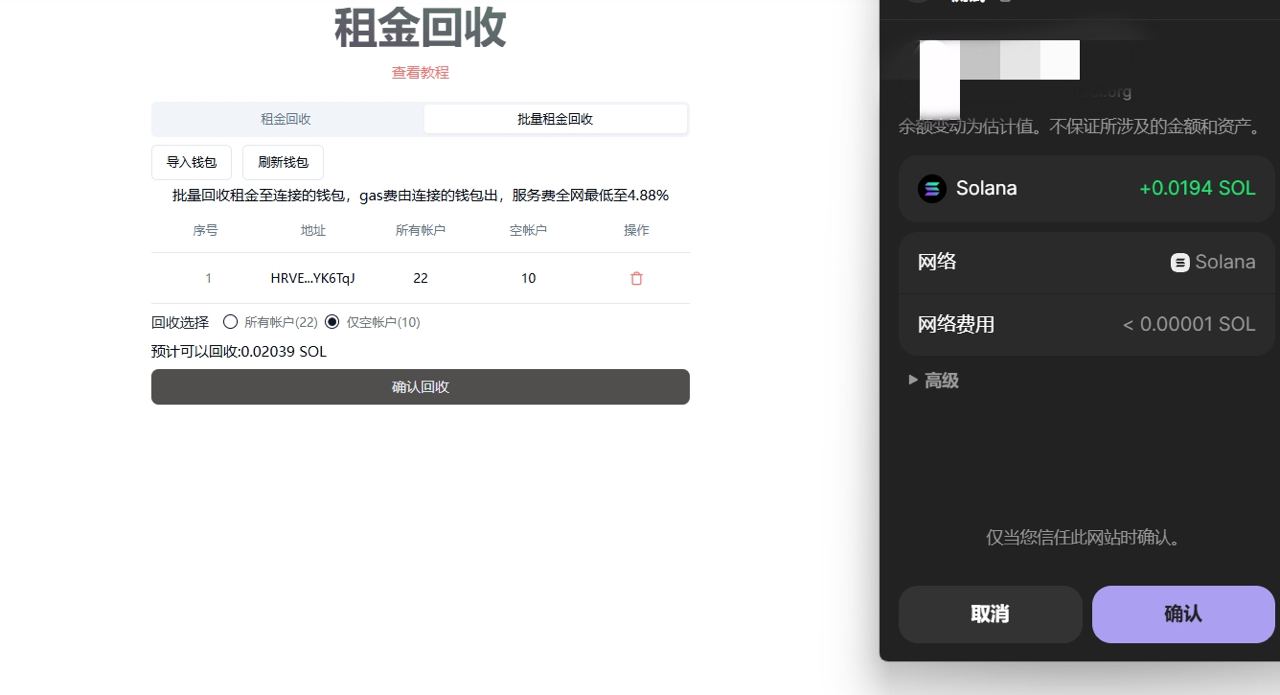 租金回收
查看教程
租金回收 批量租金回收
导入钱包 刷新钱包
批量回收租金至连接的钱包，gas费由连接的钱包出，服务费全网最低至4.88%
序号 地址 所有帐户 空帐户 操作
1 HRVE...YK6TqJ 22 10
回收选择 所有帐户(22) 仅空帐户(10)
预计可以回收:0.02039 SOL
确认回收
.org
余额变动为估计值。不保证所涉及的金额和资产。
Solana +0.0194 SOL
网络 Solana
网络费用 < 0.00001 SOL
高级
仅当您信任此网站时确认。
取消 确认